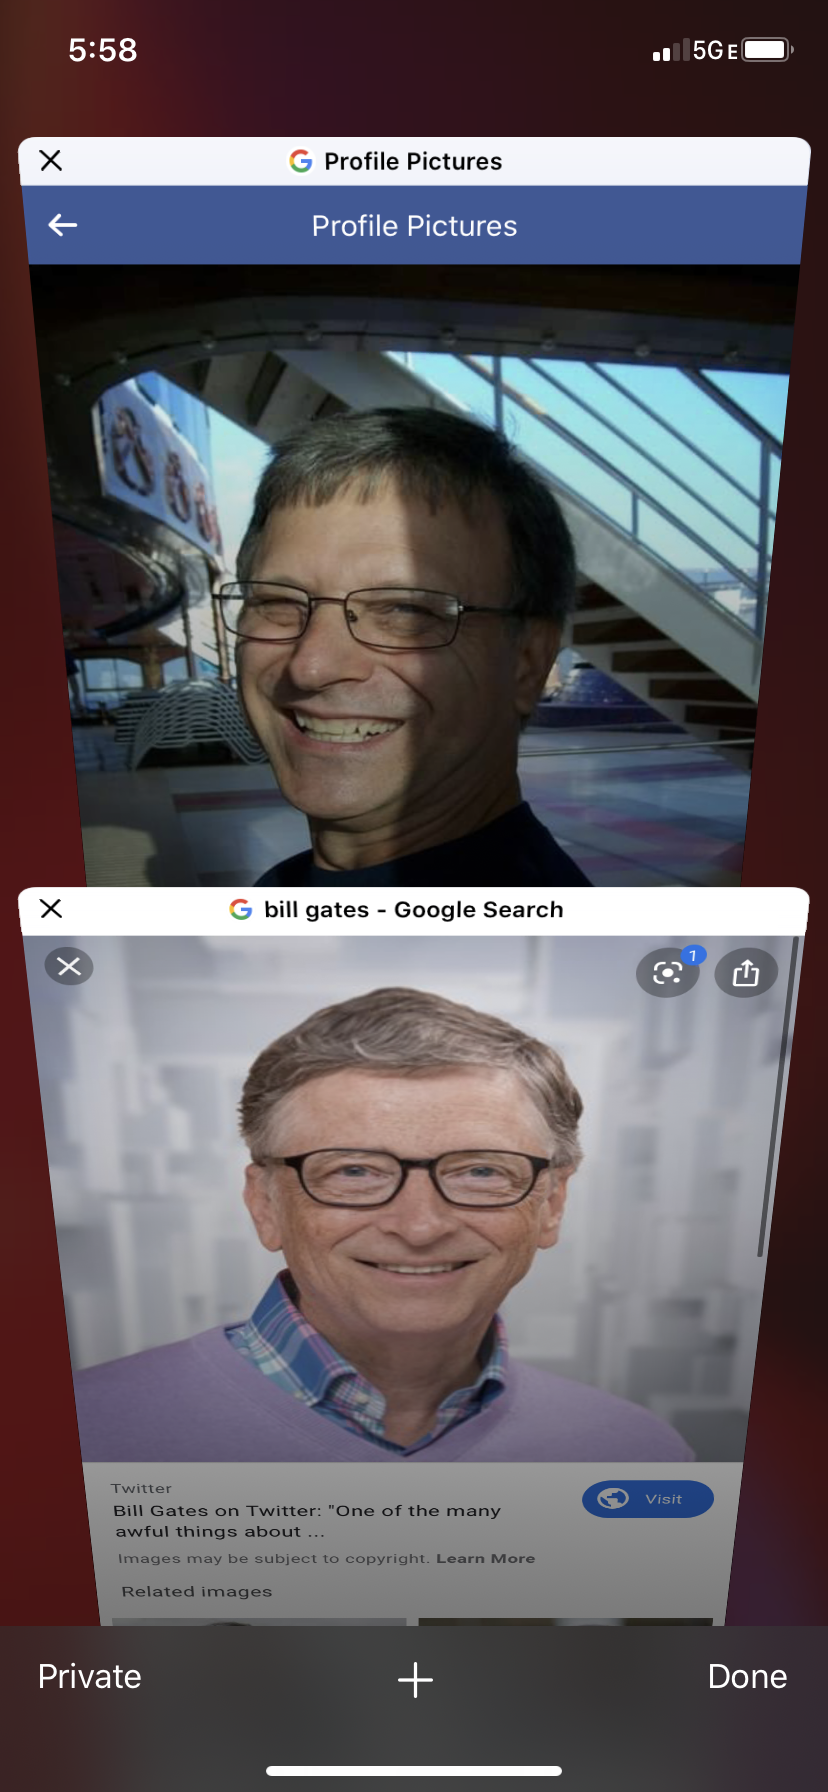 5:58
5G E
Profile Pictures
Profile Pictures
bill gates - Google Search
1
Twitter
Bill Gates on Twitter: "One of the many
awful things about ...
Visit
Images may be subject to copyright. Learn More
Related images
Private
Done